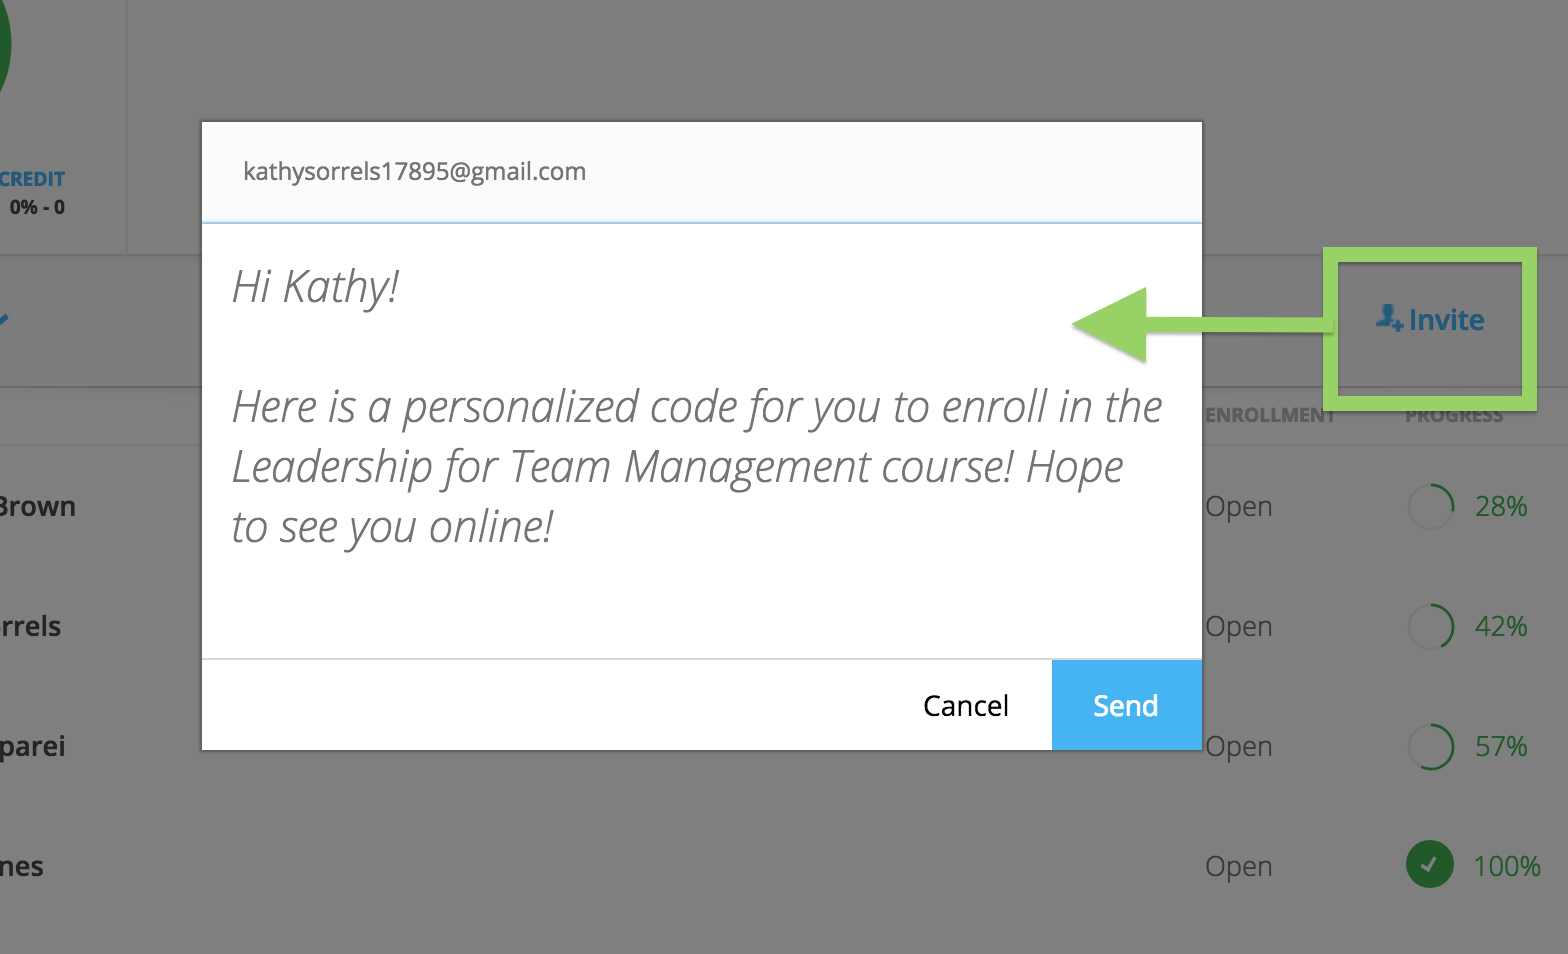 CREDIT
0% - 0
kathysorrels17895@gmail.com
Hi Kathy!
Here is a personalized code for you to enroll in the
Leadership for Team Management course! Hope
to see you online!
Cancel
Send
Invite
ENROLLMENT PROGRESS
Brown Open 28%
rrels Open 42%
parei Open 57%
nes Open 100%